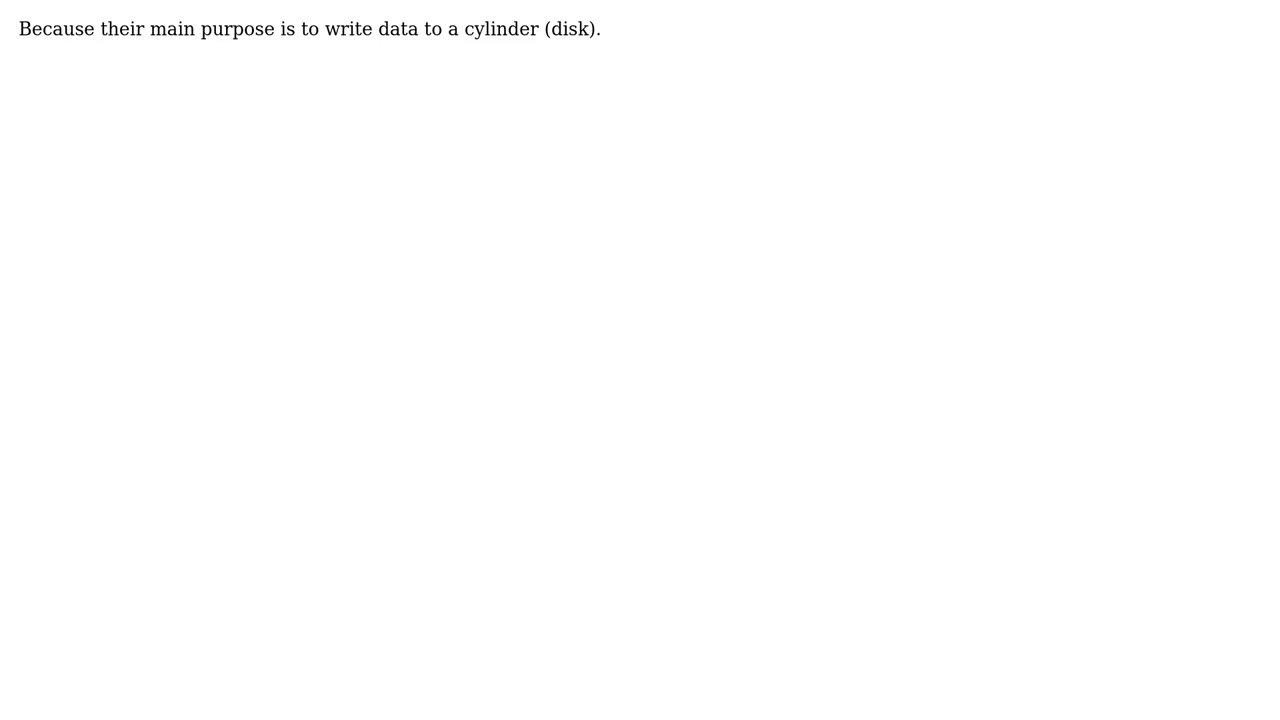 Because their main purpose is to write data to a cylinder (disk).